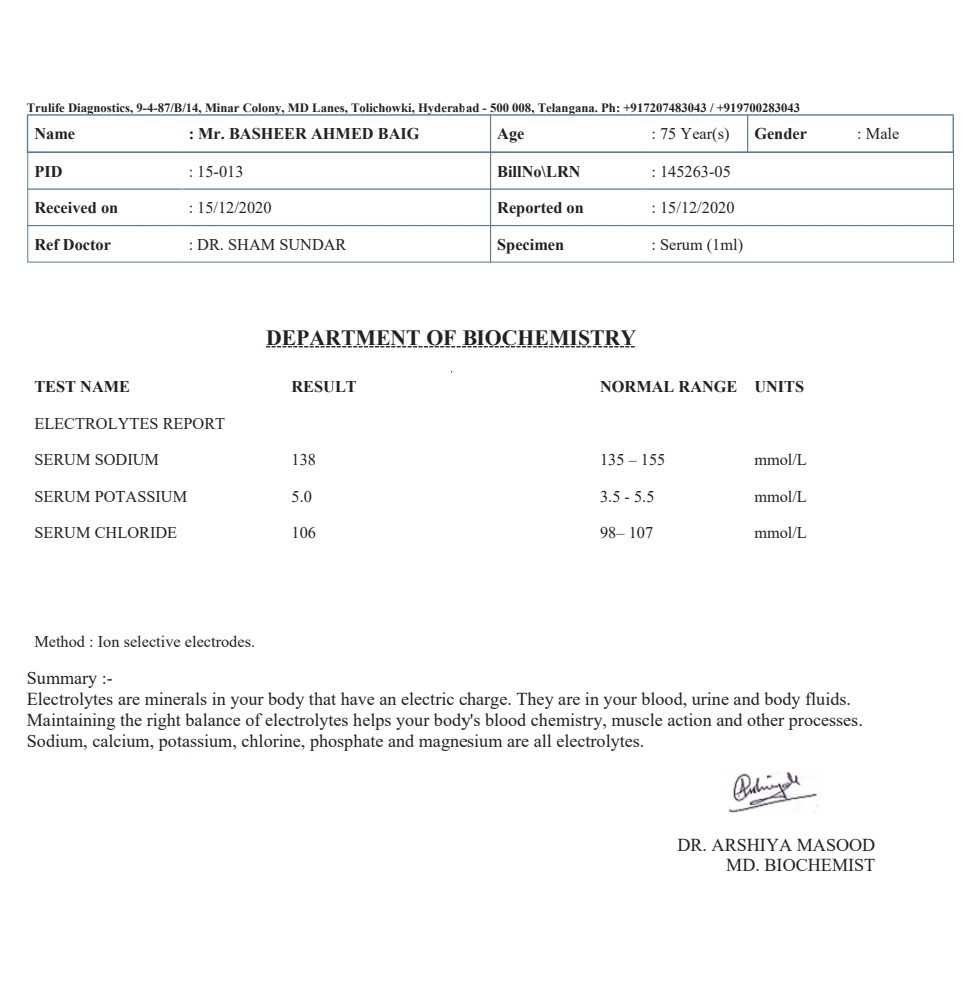 Trulife Diagnostics, 9-4-87/B/14, Minar Colony, MD Lanes, Tolichowki, Hyderabad - 500 008, Telangana. Ph: +917207483043 / +919700283043
Name : Mr. BASHEER AHMED BAIG Age : 75 Year(s) Gender : Male
PID : 15-013 BillNo\LRN : 145263-05
Received on : 15/12/2020 Reported on : 15/12/2020
Ref Doctor : DR. SHAM SUNDAR Specimen : Serum (1ml)
DEPARTMENT OF BIOCHEMISTRY
TEST NAME RESULT NORMAL RANGE UNITS
ELECTROLYTES REPORT
SERUM SODIUM 138 135 – 155 mmol/L
SERUM POTASSIUM 5.0 3.5 - 5.5 mmol/L
SERUM CHLORIDE 106 98– 107 mmol/L
Method : Ion selective electrodes.
Summary :-
Electrolytes are minerals in your body that have an electric charge. They are in your blood, urine and body fluids.
Maintaining the right balance of electrolytes helps your body's blood chemistry, muscle action and other processes.
Sodium, calcium, potassium, chlorine, phosphate and magnesium are all electrolytes.
DR. ARSHIYA MASOOD
MD. BIOCHEMIST